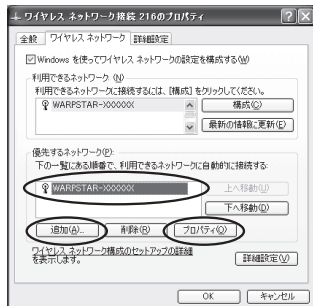 ワイヤレス ネットワーク接続 216のプロパティ
全般 ワイヤレス ネットワーク 詳細設定
Windows を使ってワイヤレス ネットワークの設定を構成する(W)
利用できるネットワーク (N)
利用できるネットワークに接続するには、[構成] をクリックしてください。
WARPSTAR-XXXXXX
構成(C)
最新の情報に更新(F)
優先するネットワーク(P):
下の一覧にある順番で、利用できるネットワークに自動的に接続する:
WARPSTAR-XXXXXX
上へ移動(U)
下へ移動(D)
追加(A)... 削除(R) プロパティ(O)
ワイヤレス ネットワーク構成のセットアップの詳細
を表示します。
詳細設定(V)
OK キャンセル